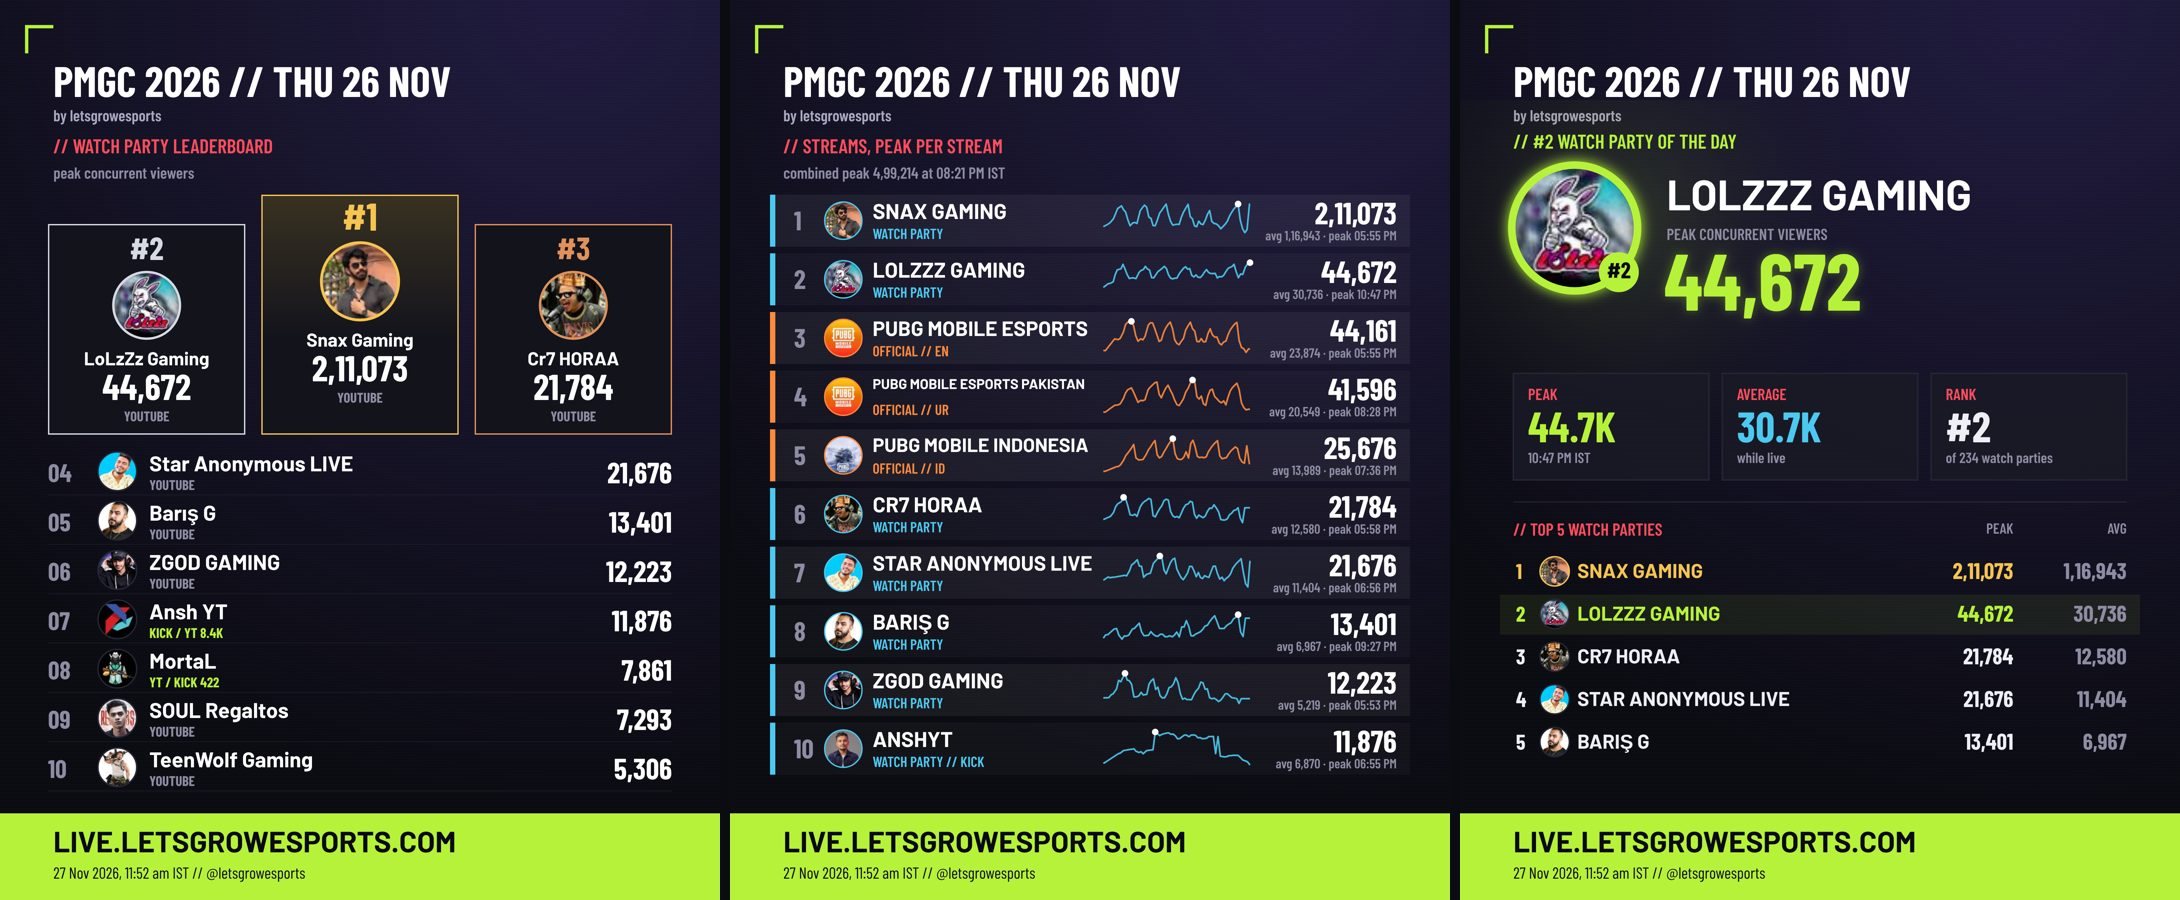 PMGC 2026 // THU 26 NOV
by letsgrowesports
// WATCH PARTY LEADERBOARD
peak concurrent viewers
#2
LoLzZz Gaming
44,672
YOUTUBE
#1
Snax Gaming
2,11,073
YOUTUBE
#3
Cr7 HORAA
21,784
YOUTUBE
04 Star Anonymous LIVE 21,676
YOUTUBE
05 Barış G 13,401
YOUTUBE
06 ZGOD GAMING 12,223
YOUTUBE
07 Ansh YT 11,876
KICK / YT 8.4K
08 MortaL 7,861
YT / KICK 422
09 SOUL Regaltos 7,293
YOUTUBE
10 TeenWolf Gaming 5,306
YOUTUBE
LIVE.LETSGROWESPORTS.COM
27 Nov 2026, 11:52 am IST // @letsgrowesports
PMGC 2026 // THU 26 NOV
by letsgrowesports
// STREAMS, PEAK PER STREAM
combined peak 4,99,214 at 08:21 PM IST
1 SNAX GAMING 2,11,073
WATCH PARTY avg 1,16,943 · peak 05:55 PM
2 LOLZZZ GAMING 44,672
WATCH PARTY avg 30,736 · peak 10:47 PM
3 PUBG MOBILE ESPORTS 44,161
OFFICIAL // EN avg 23,874 · peak 05:55 PM
4 PUBG MOBILE ESPORTS PAKISTAN 41,596
OFFICIAL // UR avg 20,549 · peak 08:28 PM
5 PUBG MOBILE INDONESIA 25,676
OFFICIAL // ID avg 13,989 · peak 07:36 PM
6 CR7 HORAA 21,784
WATCH PARTY avg 12,580 · peak 05:58 PM
7 STAR ANONYMOUS LIVE 21,676
WATCH PARTY avg 11,404 · peak 06:56 PM
8 BARIŞ G 13,401
WATCH PARTY avg 6,967 · peak 09:27 PM
9 ZGOD GAMING 12,223
WATCH PARTY avg 5,219 · peak 05:53 PM
10 ANSHYT 11,876
WATCH PARTY // KICK avg 6,870 · peak 06:55 PM
LIVE.LETSGROWESPORTS.COM
27 Nov 2026, 11:52 am IST // @letsgrowesports
PMGC 2026 // THU 26 NOV
by letsgrowesports
// #2 WATCH PARTY OF THE DAY
#2
LOLZZZ GAMING
PEAK CONCURRENT VIEWERS
44,672
PEAK
44.7K
10:47 PM IST
AVERAGE
30.7K
while live
RANK
#2
of 234 watch parties
// TOP 5 WATCH PARTIES PEAK AVG
1 SNAX GAMING 2,11,073 1,16,943
2 LOLZZZ GAMING 44,672 30,736
3 CR7 HORAA 21,784 12,580
4 STAR ANONYMOUS LIVE 21,676 11,404
5 BARIŞ G 13,401 6,967
LIVE.LETSGROWESPORTS.COM
27 Nov 2026, 11:52 am IST // @letsgrowesports